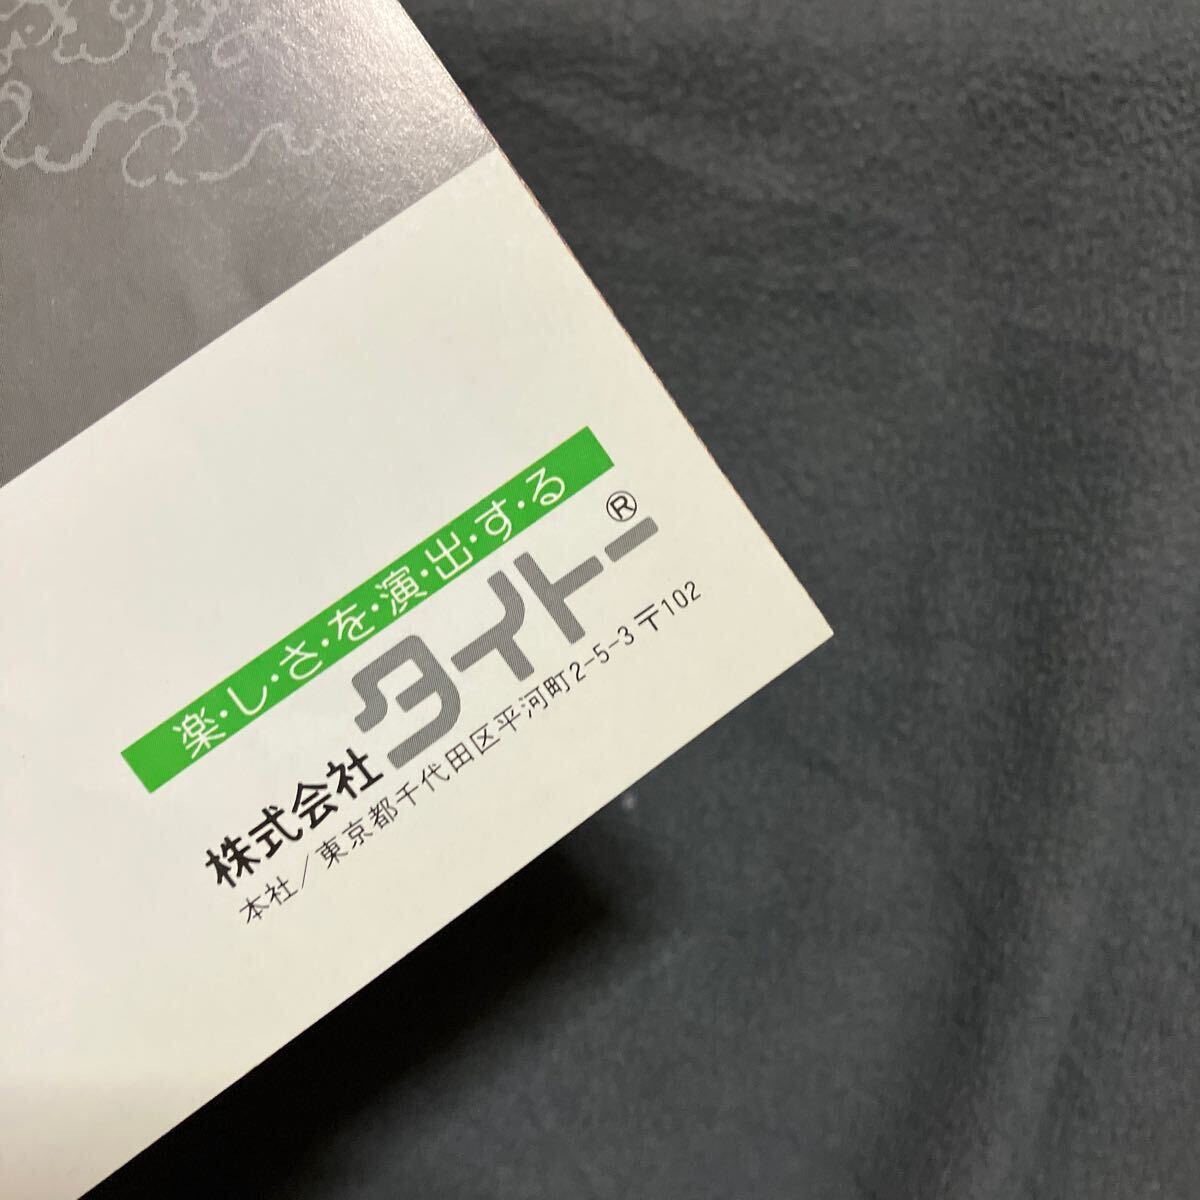 楽・し・さ・を・演・出・す・る
株式会社タイトー®
本社/東京都千代田区平河町2-5-3〒102